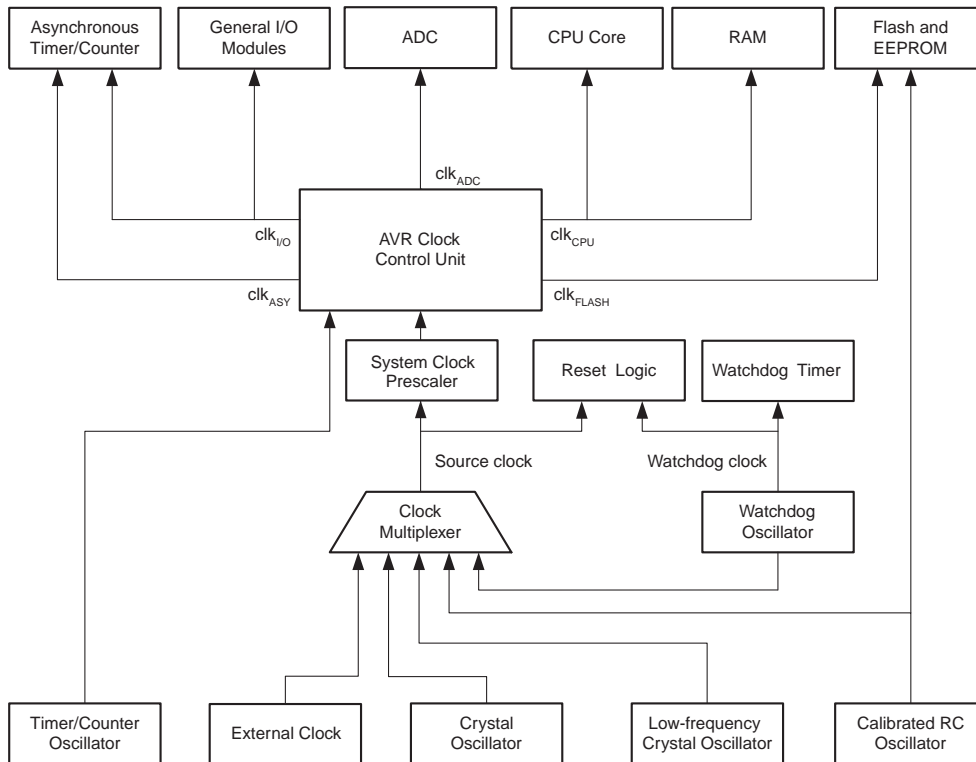 Asynchronous
Timer/Counter
General I/O
Modules
ADC
CPU Core
RAM
Flash and
EEPROM
clkADC
clkI/O
AVR Clock
Control Unit
clkCPU
clkASY
clkFLASH
System Clock
Prescaler
Reset Logic
Watchdog Timer
Source clock
Watchdog clock
Clock
Multiplexer
Watchdog
Oscillator
Timer/Counter
Oscillator
External Clock
Crystal
Oscillator
Low-frequency
Crystal Oscillator
Calibrated RC
Oscillator